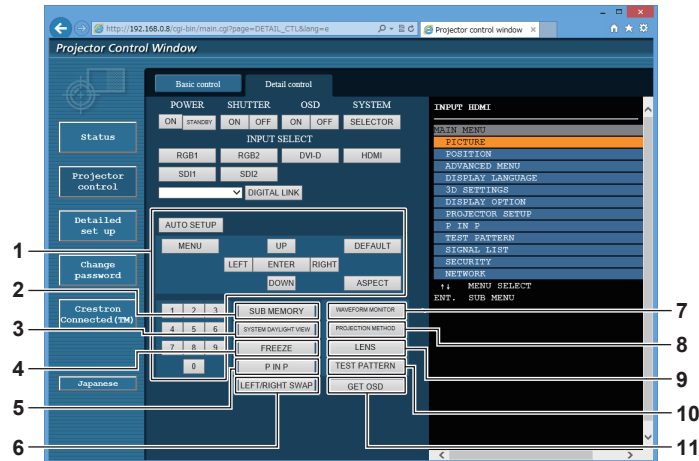 http://192.168.0.8/cgi-bin/main.cgi?page=DETAIL_CTL&lang=e
Projector control window
Projector Control Window
Basic control
Detail control
POWER SHUTTER OSD SYSTEM
ON STANDBY ON OFF ON OFF SELECTOR
INPUT SELECT
RGB1 RGB2 DVI-D HDMI
SDI1 SDI2
DIGITAL LINK
Status
Projector
control
Detailed
set up
Change
password
Crestron
Connected(TM)
Japanese
AUTO SETUP
MENU UP DEFAULT
LEFT ENTER RIGHT
DOWN ASPECT
1 2 3 SUB MEMORY WAVEFORM MONITOR
4 5 6 SYSTEM DAYLIGHT VIEW PROJECTION METHOD
7 8 9 FREEZE LENS
0 P IN P TEST PATTERN
LEFT/RIGHT SWAP GET OSD
INPUT HDMI
MAIN MENU
PICTURE
POSITION
ADVANCED MENU
DISPLAY LANGUAGE
3D SETTINGS
DISPLAY OPTION
PROJECTOR SETUP
P IN P
TEST PATTERN
SIGNAL LIST
SECURITY
NETWORK
↑↓ MENU SELECT
ENT. SUB MENU
1
2
3
4
5
6
7
8
9
10
11